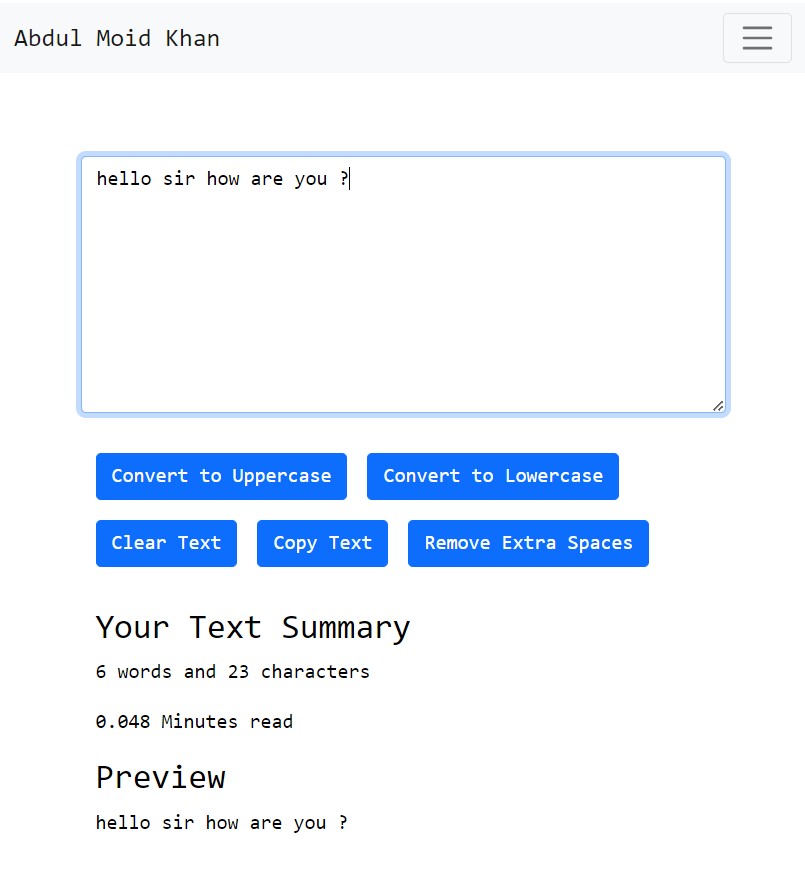 Abdul Moid Khan
hello sir how are you ?
Convert to Uppercase Convert to Lowercase
Clear Text Copy Text Remove Extra Spaces
Your Text Summary
6 words and 23 characters
0.048 Minutes read
Preview
hello sir how are you ?